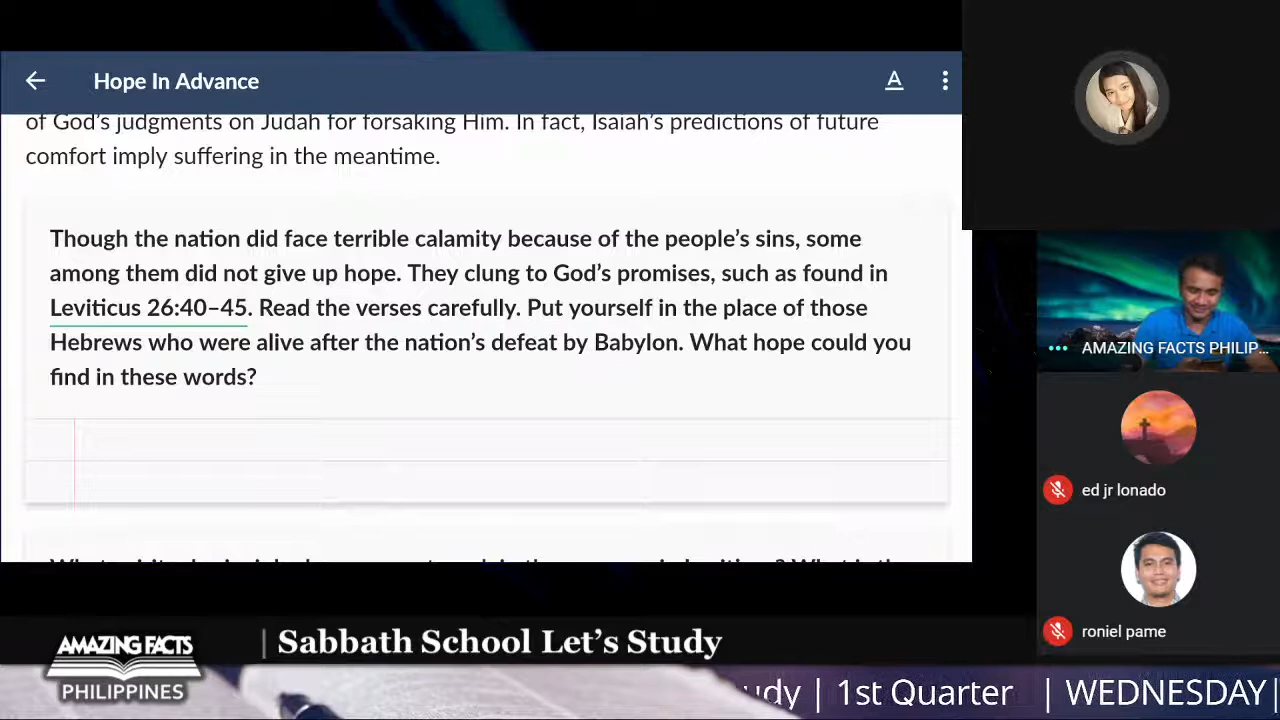 Hope In Advance
A
of God's judgments on Judah for forsaking Him. In fact, Isaiah's predictions of future
comfort imply suffering in the meantime.
Though the nation did face terrible calamity because of the people's sins, some
among them did not give up hope. They clung to God's promises, such as found in
Leviticus 26:40–45. Read the verses carefully. Put yourself in the place of those
Hebrews who were alive after the nation's defeat by Babylon. What hope could you
find in these words?
AMAZING FACTS PHILIP...
ed jr lonado
roniel pame
AMAZING FACTS
PHILIPPINES
| Sabbath School Let's Study
udy | 1st Quarter | WEDNESDAY|